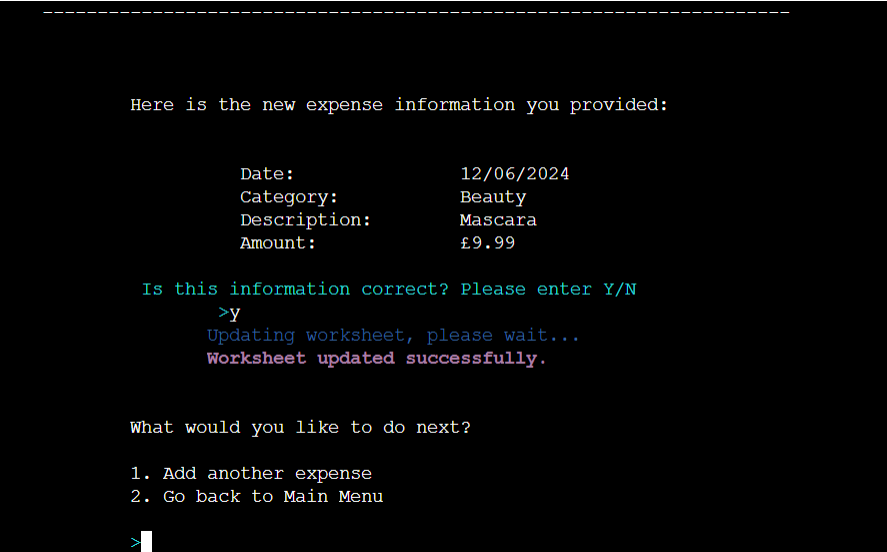 --------------------------------------------------------------------
Here is the new expense information you provided:
Date: 12/06/2024
Category: Beauty
Description: Mascara
Amount: £9.99
Is this information correct? Please enter Y/N
>y
Updating worksheet, please wait...
Worksheet updated successfully.
What would you like to do next?
1. Add another expense
2. Go back to Main Menu
>